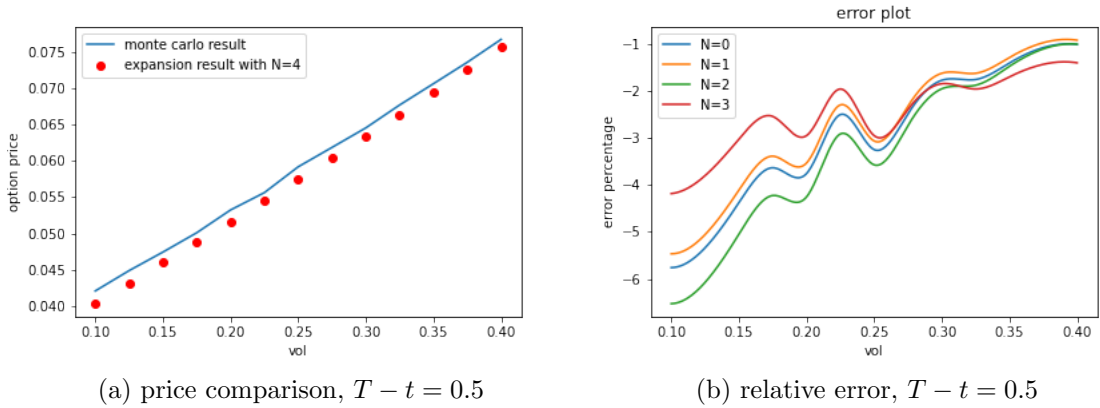 monte carlo result
expansion result with N=4
option price
0.075
0.070
0.065
0.060
0.055
0.050
0.045
0.040
0.10 0.15 0.20 0.25 0.30 0.35 0.40
vol
(a) price comparison, T − t = 0.5
error plot
N=0
N=1
N=2
N=3
error percentage
−1
−2
−3
−4
−5
−6
0.10 0.15 0.20 0.25 0.30 0.35 0.40
vol
(b) relative error, T − t = 0.5